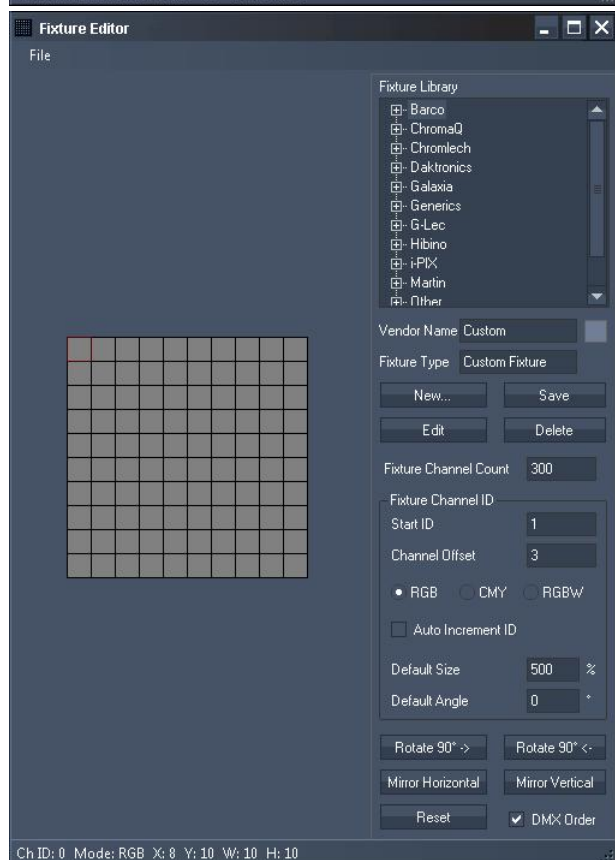 Fixture Editor
File
Fixture Library
Barco
ChromaQ
Chromlech
Daktronics
Galaxia
Generics
G-Lec
Hibino
i-PIX
Martin
Other
Vendor Name Custom
Fixture Type Custom Fixture
New... Save
Edit Delete
Fixture Channel Count 300
Fixture Channel ID
Start ID 1
Channel Offset 3
RGB CMY RGBW
Auto Increment ID
Default Size 500 %
Default Angle 0 °
Rotate 90° -> Rotate 90° <-
Mirror Horizontal Mirror Vertical
Reset DMX Order
Ch ID: 0 Mode: RGB X: 8 Y: 10 W: 10 H: 10